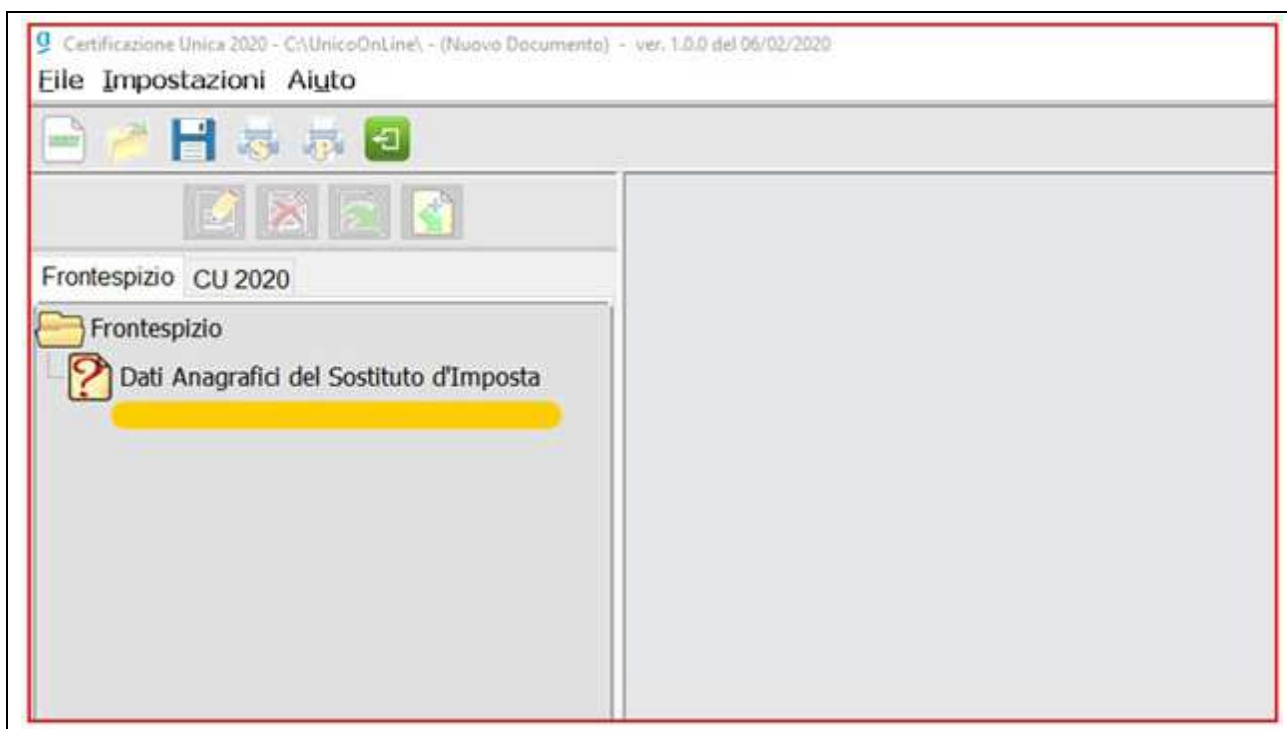 Certificazione Unica 2020 - C:\UnicoOnLine\ - (Nuovo Documento) - ver. 1.0.0 del 06/02/2020
File Impostazioni Aiuto
Frontespizio CU 2020
Frontespizio
Dati Anagrafici del Sostituto d'Imposta